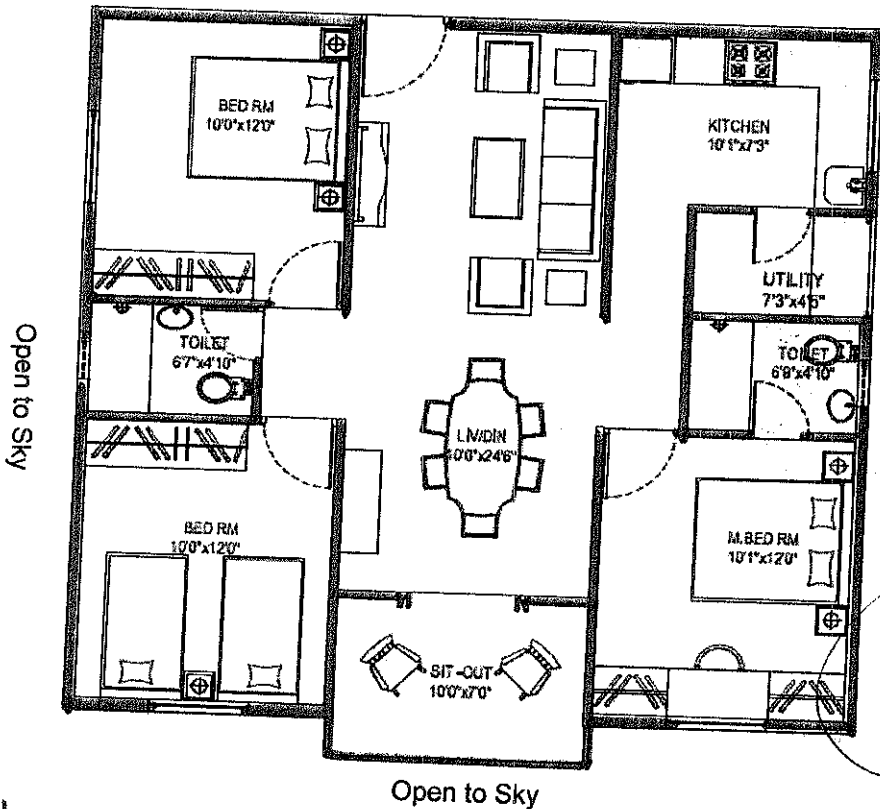 BED RM
10'0"x12'0"
KITCHEN
10'1"x7'3"
UTILITY
7'3"x4'5"
TOILET
6'7"x4'10"
TOILET
6'9"x4'10"
LIV/DIN
10'0"x24'6"
BED RM
10'0"x12'0"
M.BED RM
10'1"x12'0"
SIT-OUT
10'0"x7'0"
Open to Sky
Open to Sky